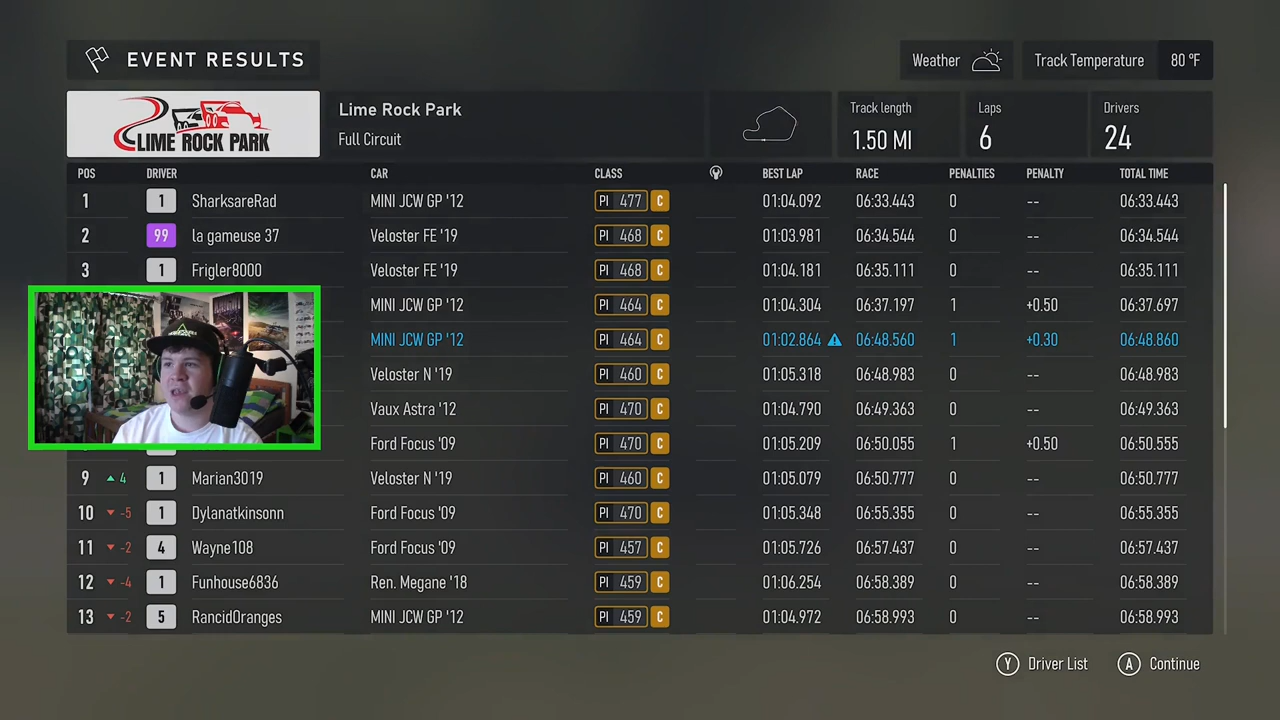 EVENT RESULTS
Weather
Track Temperature 80 °F
LIME ROCK PARK
Lime Rock Park
Full Circuit
Track length
1.50 MI
Laps
6
Drivers
24
POS DRIVER CAR CLASS BEST LAP RACE PENALTIES PENALTY TOTAL TIME
1 1 SharksareRad MINI JCW GP '12 PI 477 C 01:04.092 06:33.443 0 -- 06:33.443
2 99 la gameuse 37 Veloster FE '19 PI 468 C 01:03.981 06:34.544 0 -- 06:34.544
3 1 Frigler8000 Veloster FE '19 PI 468 C 01:04.181 06:35.111 0 -- 06:35.111
MINI JCW GP '12 PI 464 C 01:04.304 06:37.197 1 +0.50 06:37.697
MINI JCW GP '12 PI 464 C 01:02.864 06:48.560 1 +0.30 06:48.860
Veloster N '19 PI 460 C 01:05.318 06:48.983 0 -- 06:48.983
Vaux Astra '12 PI 470 C 01:04.790 06:49.363 0 -- 06:49.363
Ford Focus '09 PI 470 C 01:05.209 06:50.055 1 +0.50 06:50.555
9 4 1 Marian3019 Veloster N '19 PI 460 C 01:05.079 06:50.777 0 -- 06:50.777
10 -5 1 Dylanatkinsonn Ford Focus '09 PI 470 C 01:05.348 06:55.355 0 -- 06:55.355
11 -2 4 Wayne108 Ford Focus '09 PI 457 C 01:05.726 06:57.437 0 -- 06:57.437
12 -4 1 Funhouse6836 Ren. Megane '18 PI 459 C 01:06.254 06:58.389 0 -- 06:58.389
13 -2 5 RancidOranges MINI JCW GP '12 PI 459 C 01:04.972 06:58.993 0 -- 06:58.993
Y Driver List A Continue